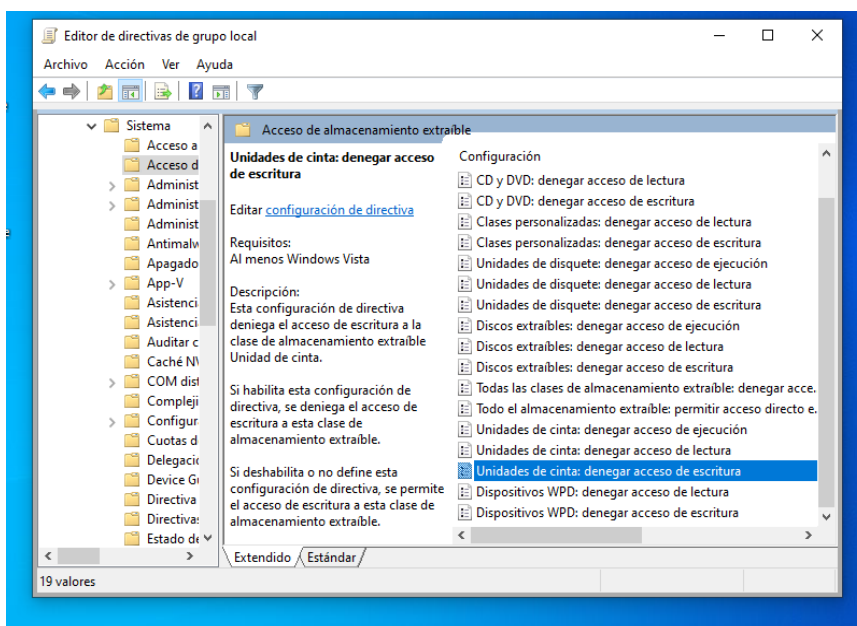 Editor de directivas de grupo local
Archivo Acción Ver Ayuda
Sistema
Acceso a
Acceso d
Administ
Administ
Administ
Antimalw
Apagado
App-V
Asistenci
Asistenci
Auditar c
Caché NV
COM dist
Compleji
Configur
Cuotas d
Delegació
Device Gu
Directiva
Directivas
Estado de
Acceso de almacenamiento extraíble
Unidades de cinta: denegar acceso
de escritura
Editar configuración de directiva
Requisitos:
Al menos Windows Vista
Descripción:
Esta configuración de directiva
deniega el acceso de escritura a la
clase de almacenamiento extraíble
Unidad de cinta.
Si habilita esta configuración de
directiva, se deniega el acceso de
escritura a esta clase de
almacenamiento extraíble.
Si deshabilita o no define esta
configuración de directiva, se permite
el acceso de escritura a esta clase de
almacenamiento extraíble.
Configuración
CD y DVD: denegar acceso de lectura
CD y DVD: denegar acceso de escritura
Clases personalizadas: denegar acceso de lectura
Clases personalizadas: denegar acceso de escritura
Unidades de disquete: denegar acceso de ejecución
Unidades de disquete: denegar acceso de lectura
Unidades de disquete: denegar acceso de escritura
Discos extraíbles: denegar acceso de ejecución
Discos extraíbles: denegar acceso de lectura
Discos extraíbles: denegar acceso de escritura
Todas las clases de almacenamiento extraíble: denegar acce.
Todo el almacenamiento extraíble: permitir acceso directo e.
Unidades de cinta: denegar acceso de ejecución
Unidades de cinta: denegar acceso de lectura
Unidades de cinta: denegar acceso de escritura
Dispositivos WPD: denegar acceso de lectura
Dispositivos WPD: denegar acceso de escritura
Extendido Estándar
19 valores